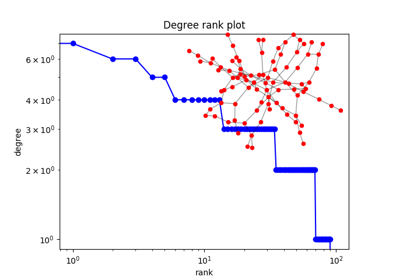 Degree rank plot
6 × 10⁰
4 × 10⁰
3 × 10⁰
2 × 10⁰
10⁰
degree
10⁰ 10¹ 10²
rank